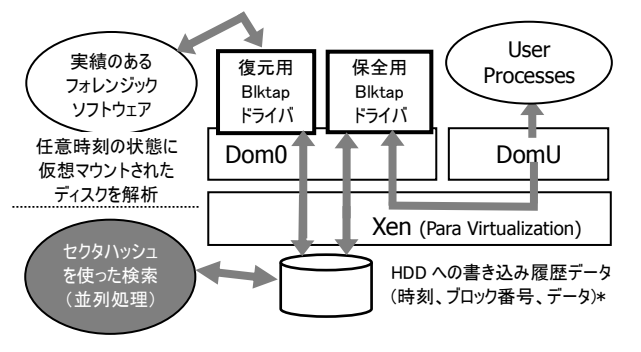 実績のある
フォレンジック
ソフトウェア
復元用
Blktap
ドライバ
保全用
Blktap
ドライバ
User
Processes
任意時刻の状態に
仮想マウントされた
ディスクを解析
Dom0
DomU
Xen (Para Virtualization)
セクタハッシュ
を使った検索
(並列処理)
HDD への書き込み履歴データ
(時刻、ブロック番号、データ)*